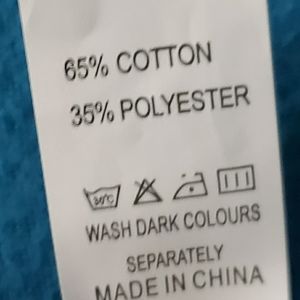 65% COTTON
35% POLYESTER
30°C
WASH DARK COLOURS
SEPARATELY
MADE IN CHINA